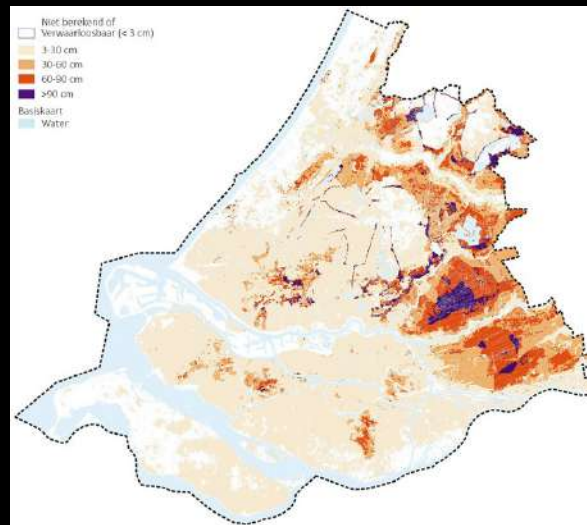 Niet berekend of
Verwaarloosbaar (< 3 cm)
3-30 cm
30-60 cm
60-90 cm
>90 cm
Basiskaart
Water